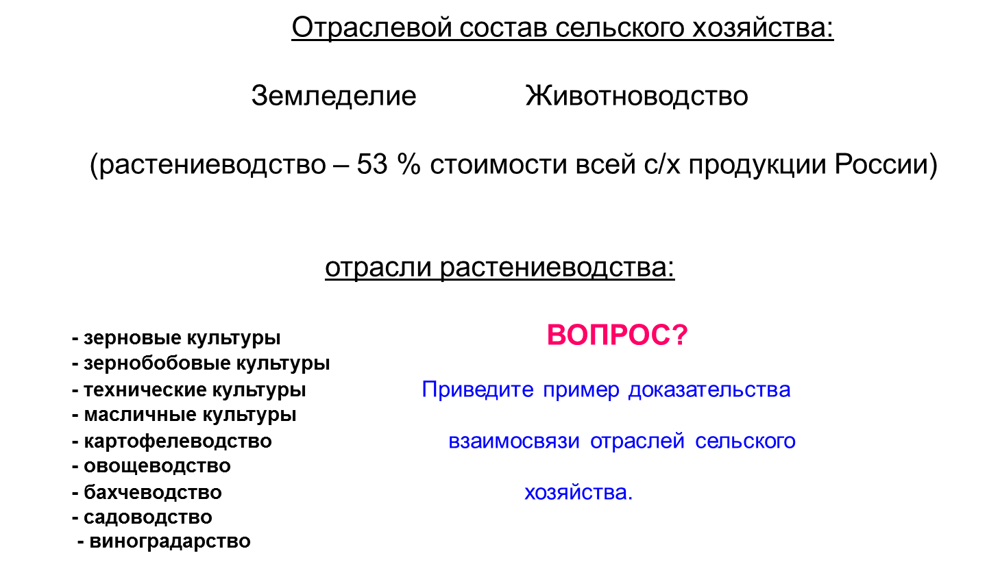 Отраслевой состав сельского хозяйства:
Земледелие Животноводство
(растениеводство – 53 % стоимости всей с/х продукции России)
отрасли растениеводства:
- зерновые культуры
- зернобобовые культуры
- технические культуры
- масличные культуры
- картофелеводство
- овощеводство
- бахчеводство
- садоводство
- виноградарство
ВОПРОС?
Приведите пример доказательства
взаимосвязи отраслей сельского
хозяйства.